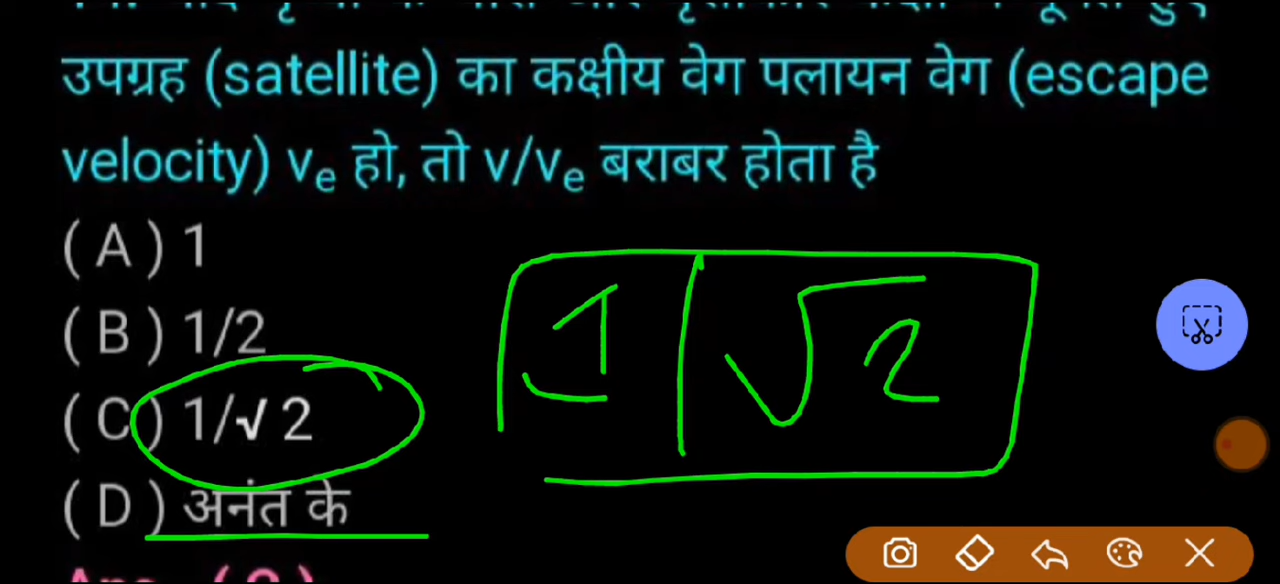 उपग्रह (satellite) का कक्षीय वेग पलायन वेग (escape
velocity) vₑ हो, तो v/vₑ बराबर होता है
( A ) 1
( B ) 1/2
( C ) 1/√ 2
1 | √2
( D ) अनंत के